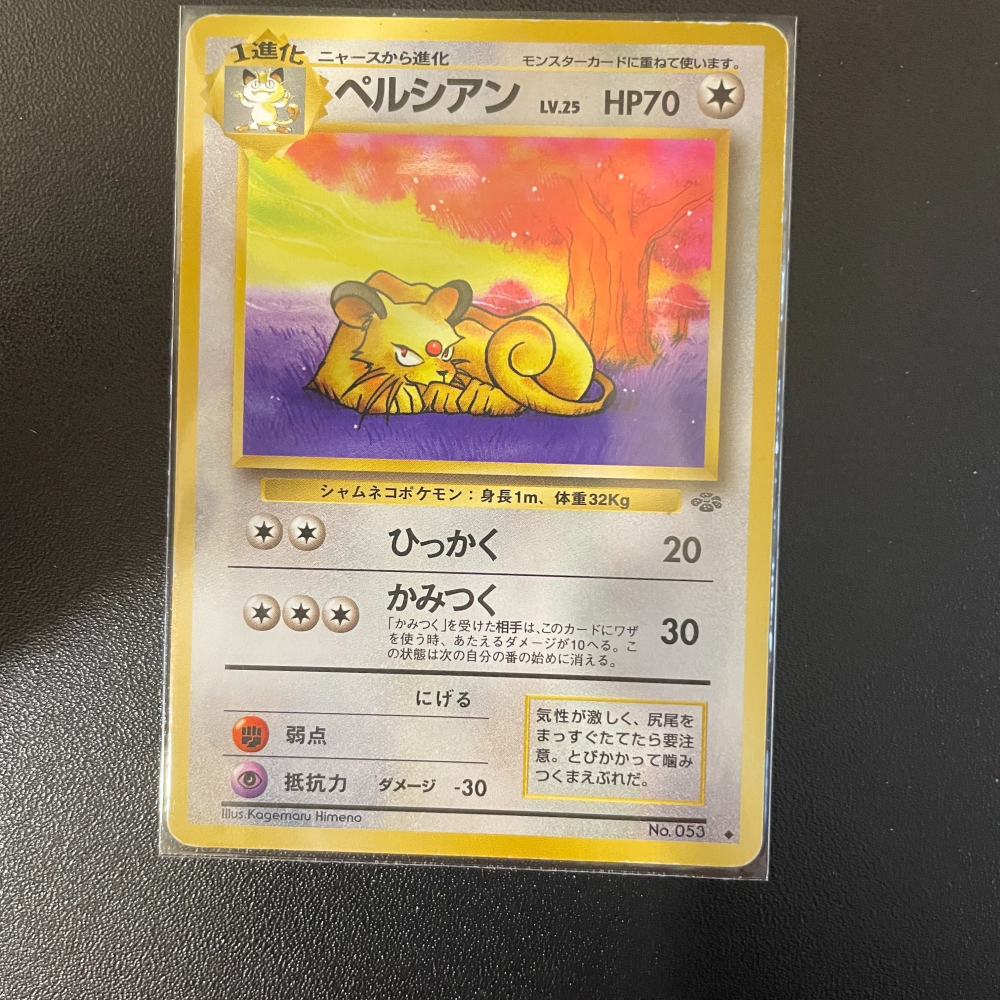 1進化
ニャースから進化
モンスターカードに重ねて使います。
ペルシアン LV.25 HP70
シャムネコポケモン：身長1m、体重32Kg
ひっかく 20
かみつく 30
「かみつく」を受けた相手は、このカードにワザ
を使う時、あたえるダメージが10へる。こ
の状態は次の自分の番の始めに消える。
にげる
弱点
抵抗力 ダメージ -30
気性が激しく、尻尾を
まっすぐたてたら要注
意。とびかかって噛み
つくまえぶれだ。
Illus.Kagemaru Himeno
No.053